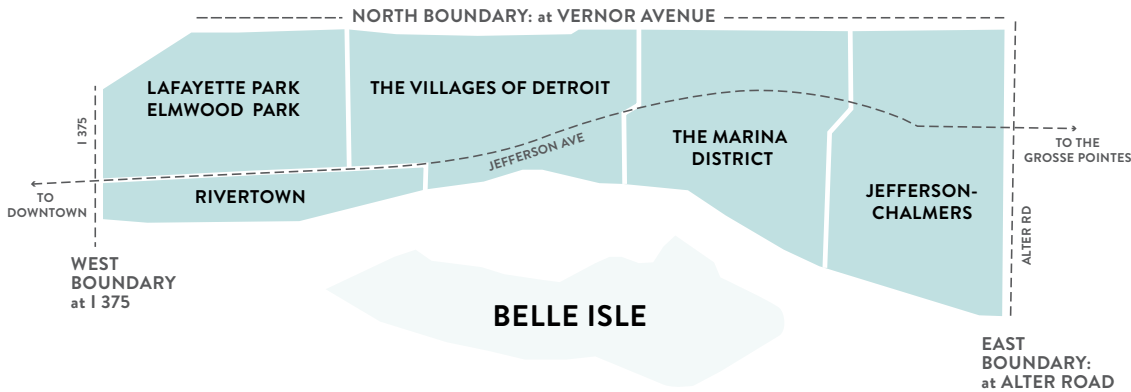 NORTH BOUNDARY: at VERNOR AVENUE
LAFAYETTE PARK
ELMWOOD PARK
THE VILLAGES OF DETROIT
I 375
JEFFERSON AVE
THE MARINA
DISTRICT
TO THE
GROSSE POINTES
RIVERTOWN
JEFFERSON-
CHALMERS
TO
DOWNTOWN
ALTER RD
WEST
BOUNDARY
at I 375
BELLE ISLE
EAST
BOUNDARY:
at ALTER ROAD